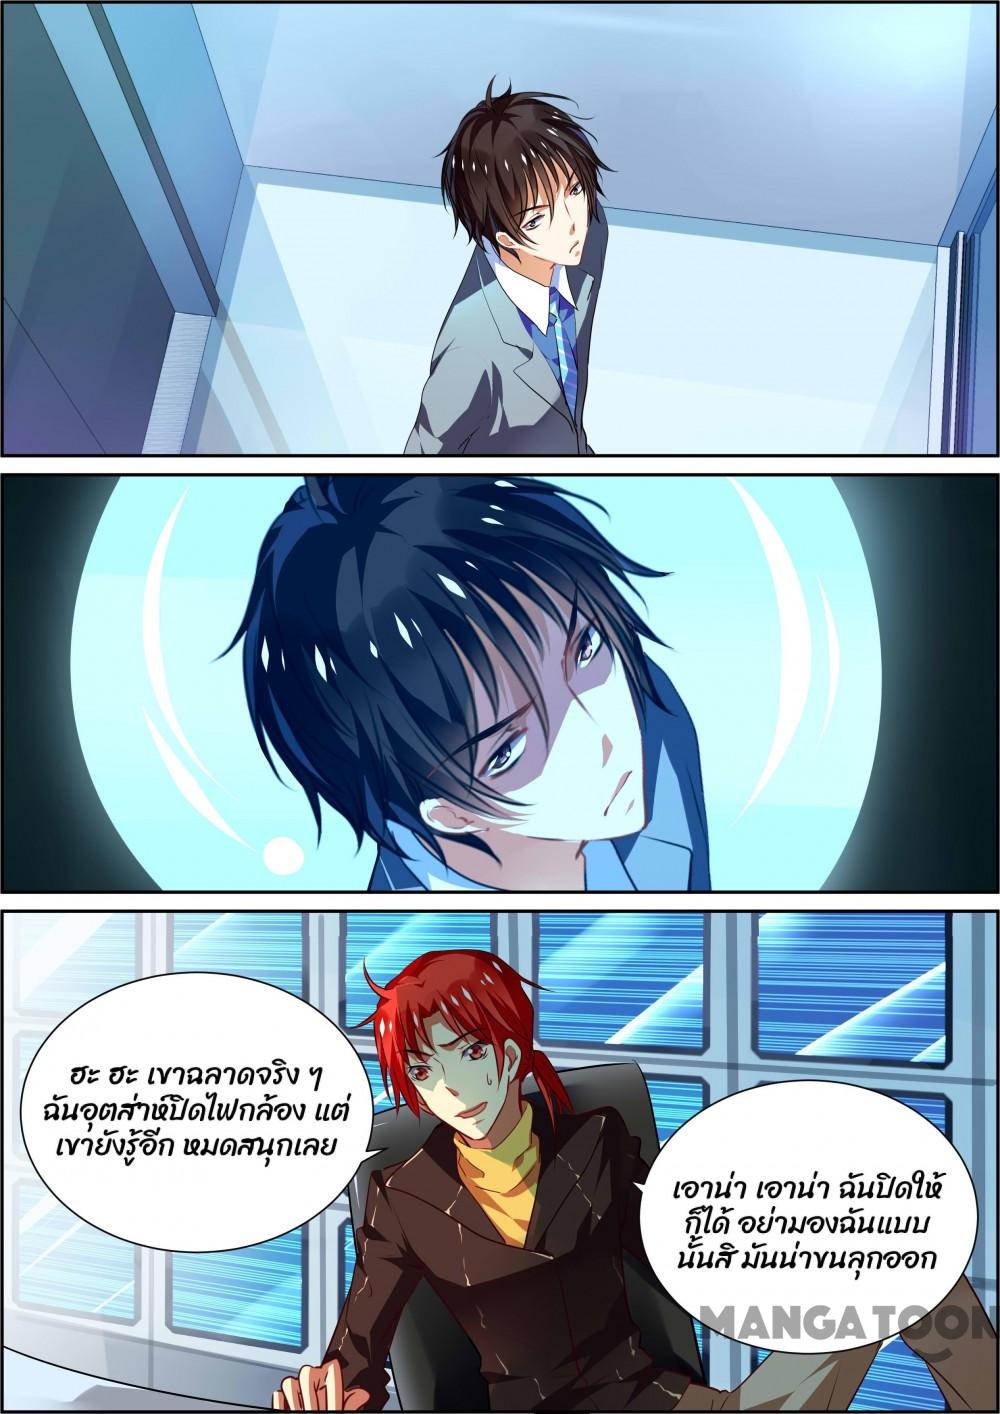 ฮะ ฮะ เขาฉลาดจริง ๆ
ฉันอุตส่าห์ปิดไฟกล้อง แต่
เขายังรู้อีก หมดสนุกเลย
เอาน่า เอาน่า ฉันปิดให้
ก็ได้ อย่ามองฉันแบบ
นั้นสิ มันน่าขนลุกออก
MANGATOON